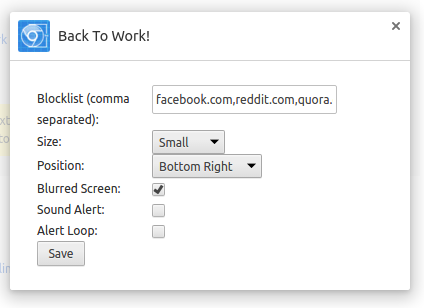 Back To Work!
Blocklist (comma separated): facebook.com,reddit.com,quora.
Size: Small
Position: Bottom Right
Blurred Screen:
Sound Alert:
Alert Loop:
Save